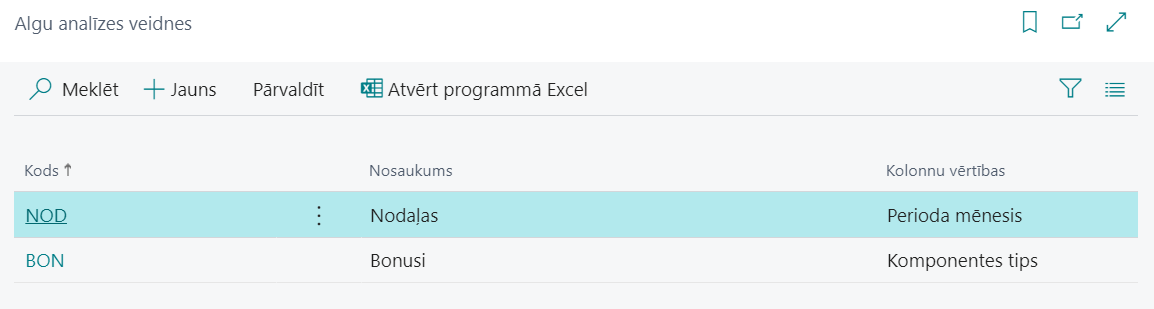 Algu analīzes veidnes
Meklēt Jauns Pārvaldīt Atvērt programmā Excel
Kods ↑ Nosaukums Kolonnu vērtības
NOD Nodaļas Perioda mēnesis
BON Bonusi Komponentes tips